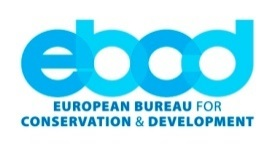 ebcd
EUROPEAN BUREAU FOR
CONSERVATION & DEVELOPMENT